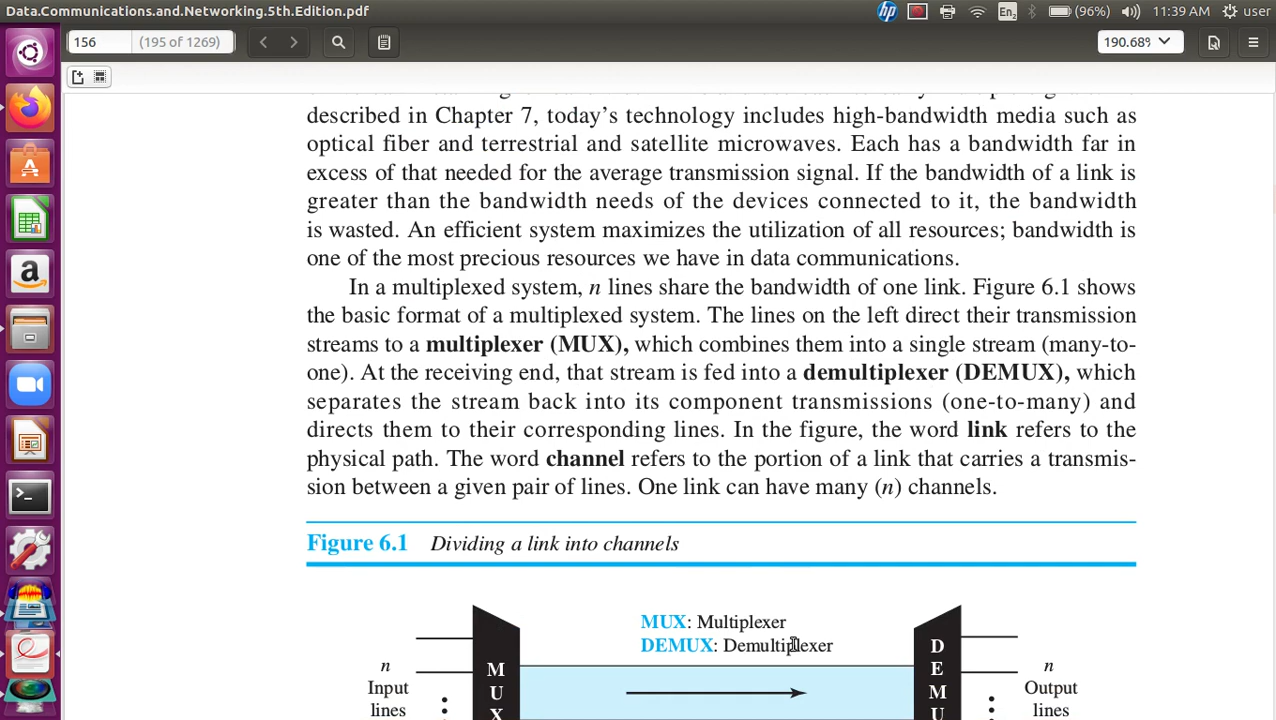 Data.Communications.and.Networking.5th.Edition.pdf
En2 (96%) 11:39 AM user
156 (195 of 1269) 190.68%
described in Chapter 7, today's technology includes high-bandwidth media such as
optical fiber and terrestrial and satellite microwaves. Each has a bandwidth far in
excess of that needed for the average transmission signal. If the bandwidth of a link is
greater than the bandwidth needs of the devices connected to it, the bandwidth
is wasted. An efficient system maximizes the utilization of all resources; bandwidth is
one of the most precious resources we have in data communications.
In a multiplexed system, n lines share the bandwidth of one link. Figure 6.1 shows
the basic format of a multiplexed system. The lines on the left direct their transmission
streams to a multiplexer (MUX), which combines them into a single stream (many-to-
one). At the receiving end, that stream is fed into a demultiplexer (DEMUX), which
separates the stream back into its component transmissions (one-to-many) and
directs them to their corresponding lines. In the figure, the word link refers to the
physical path. The word channel refers to the portion of a link that carries a transmis-
sion between a given pair of lines. One link can have many (n) channels.
Figure 6.1 Dividing a link into channels
MUX: Multiplexer
DEMUX: Demultiplexer
n
Input
lines
M
U
X
D
E
M
U
n
Output
lines